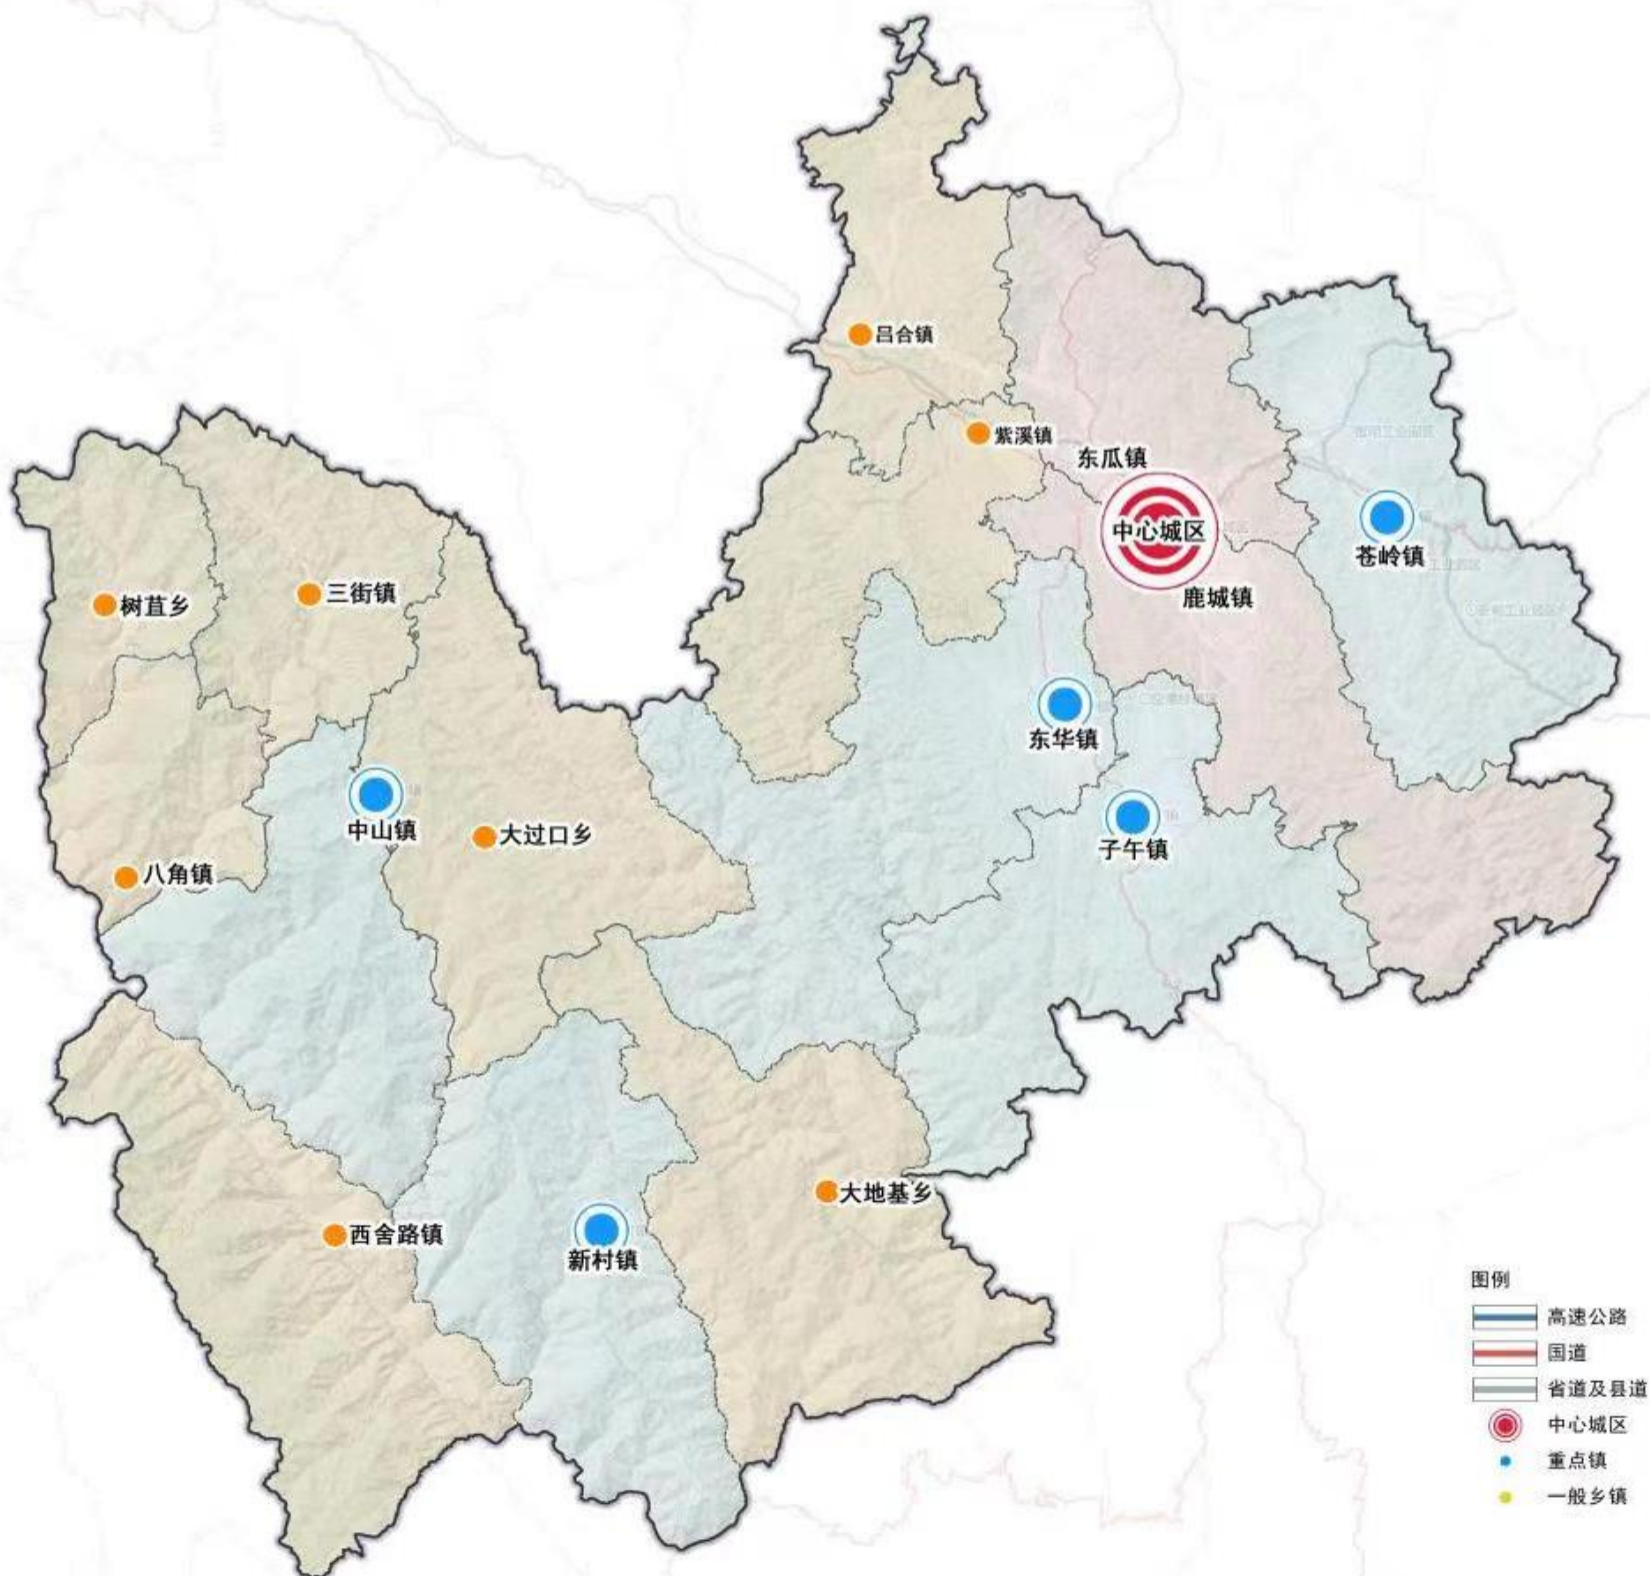 吕合镇
紫溪镇
东瓜镇
中心城区
苍岭镇
鹿城镇
树苴乡
三街镇
东华镇
中山镇
大过口乡
子午镇
八角镇
大地基乡
西舍路镇
新村镇
图例
高速公路
国道
省道及县道
中心城区
重点镇
一般乡镇